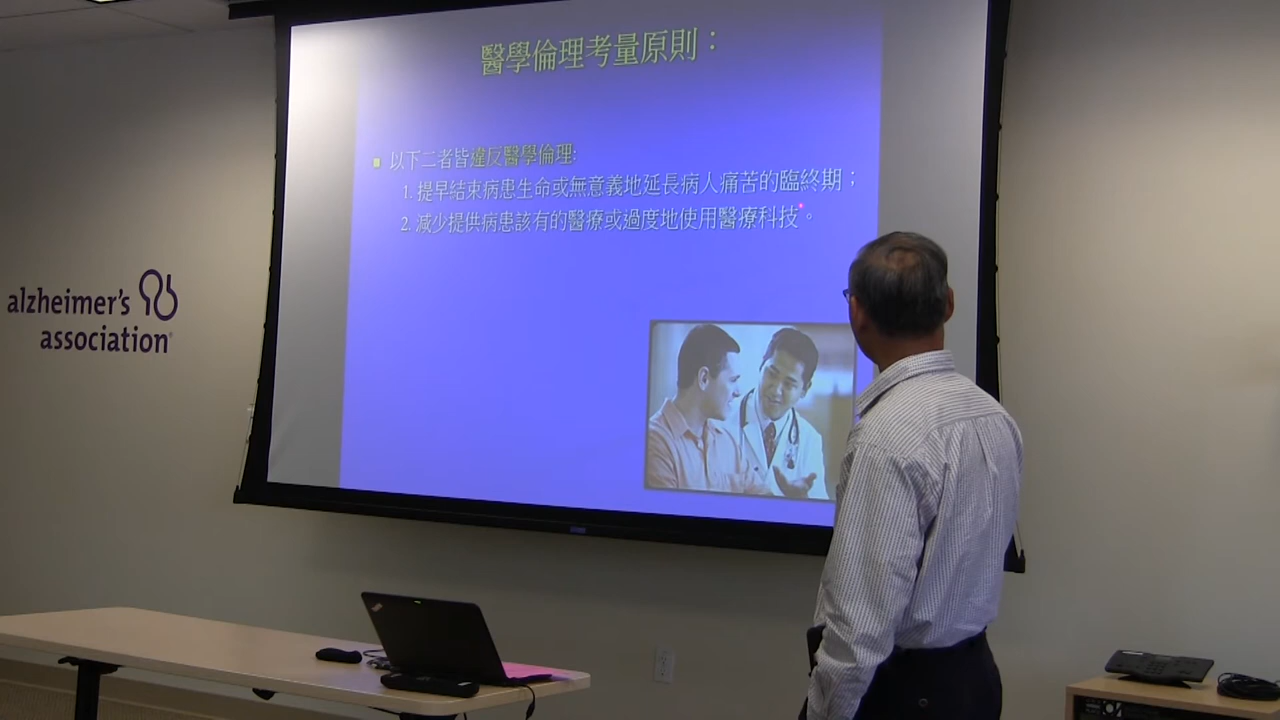 醫學倫理考量原則：
以下二者皆違反醫學倫理:
1. 提早結束病患生命或無意義地延長病人痛苦的臨終期；
2. 減少提供病患該有的醫療或過度地使用醫療科技。
alzheimer's
association®